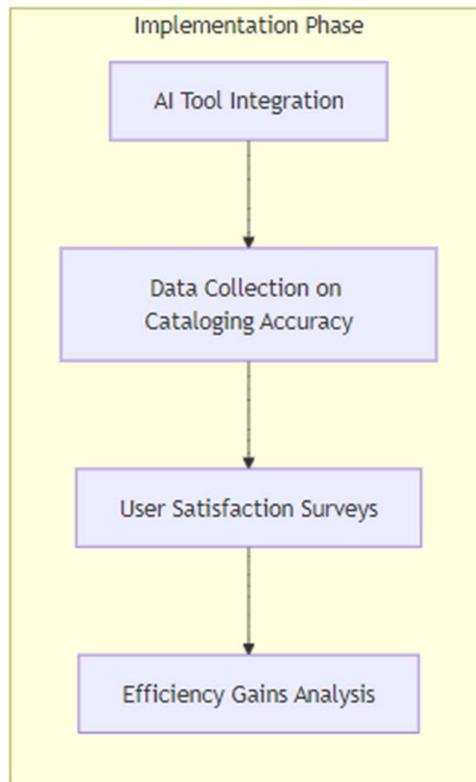 Implementation Phase
AI Tool Integration
Data Collection on
Cataloging Accuracy
User Satisfaction Surveys
Efficiency Gains Analysis